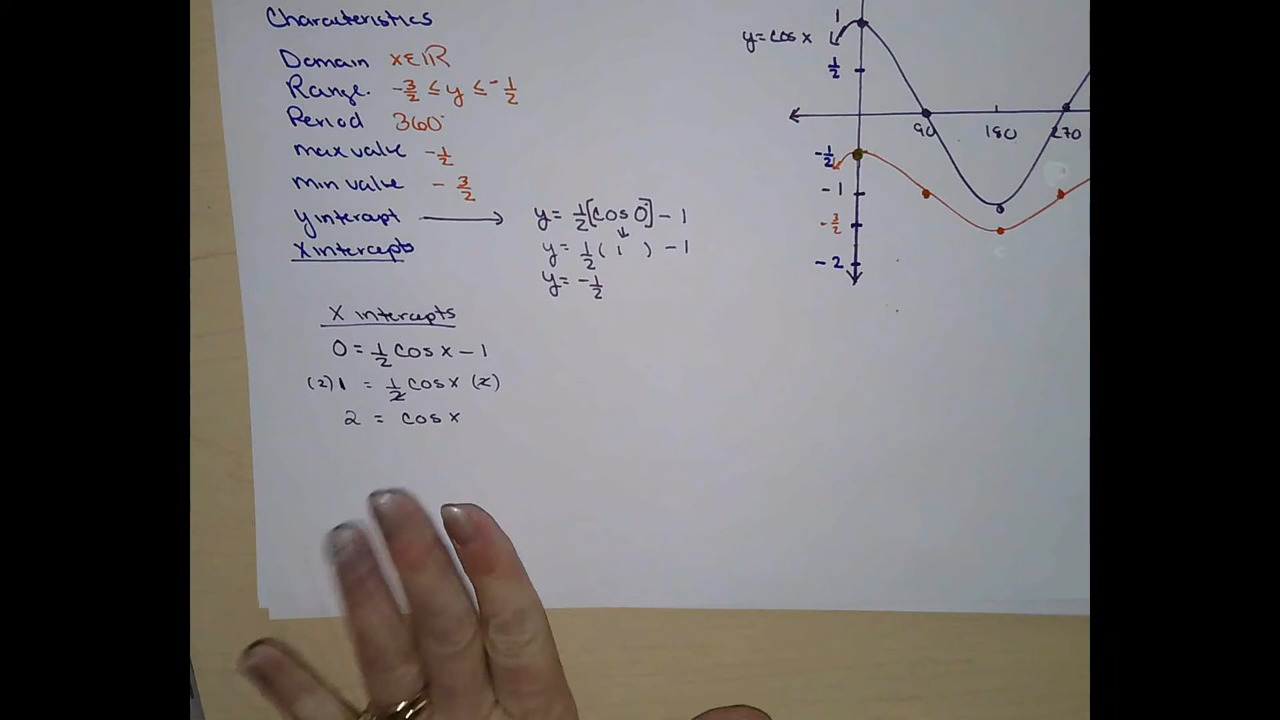 Characteristics
Domain x∈ℝ
Range. -3/2 ≤ y ≤ -1/2
Period 360°
max value -1/2
min value - 3/2
y intercept → y = 1/2 [cos 0] - 1
y = 1/2 ( 1 ) - 1
y = -1/2
X intercepts
X intercepts
0 = 1/2 cos x - 1
(2) 1 = 1/2 cos x (2)
2 = cos x
1
y = cos x
1/2
90 180 270
-1/2
-1
-3/2
-2